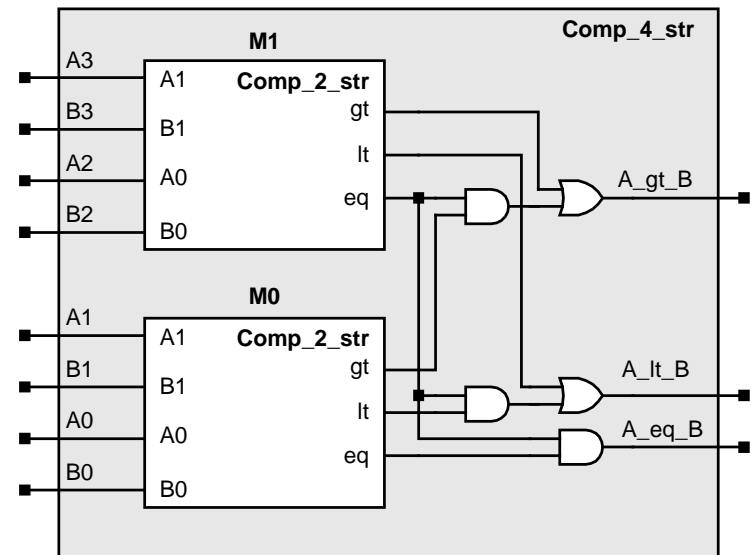 Comp_4_str
M1
A3
B3
A2
B2
A1
B1
A0
B0
Comp_2_str
gt
lt
eq
A_gt_B
M0
A1
B1
A0
B0
A1
B1
A0
B0
Comp_2_str
gt
lt
eq
A_lt_B
A_eq_B